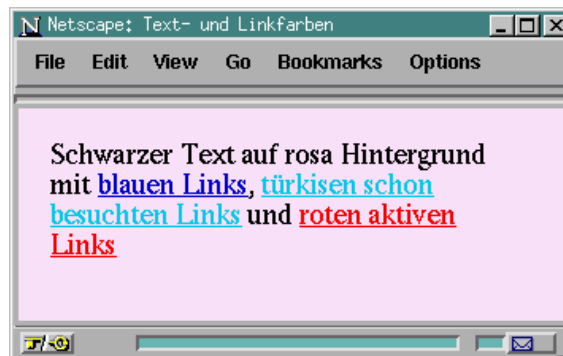 Netscape: Text- und Linkfarben
File Edit View Go Bookmarks Options
Schwarzer Text auf rosa Hintergrund
mit blauen Links, türkisen schon
besuchten Links und roten aktiven
Links